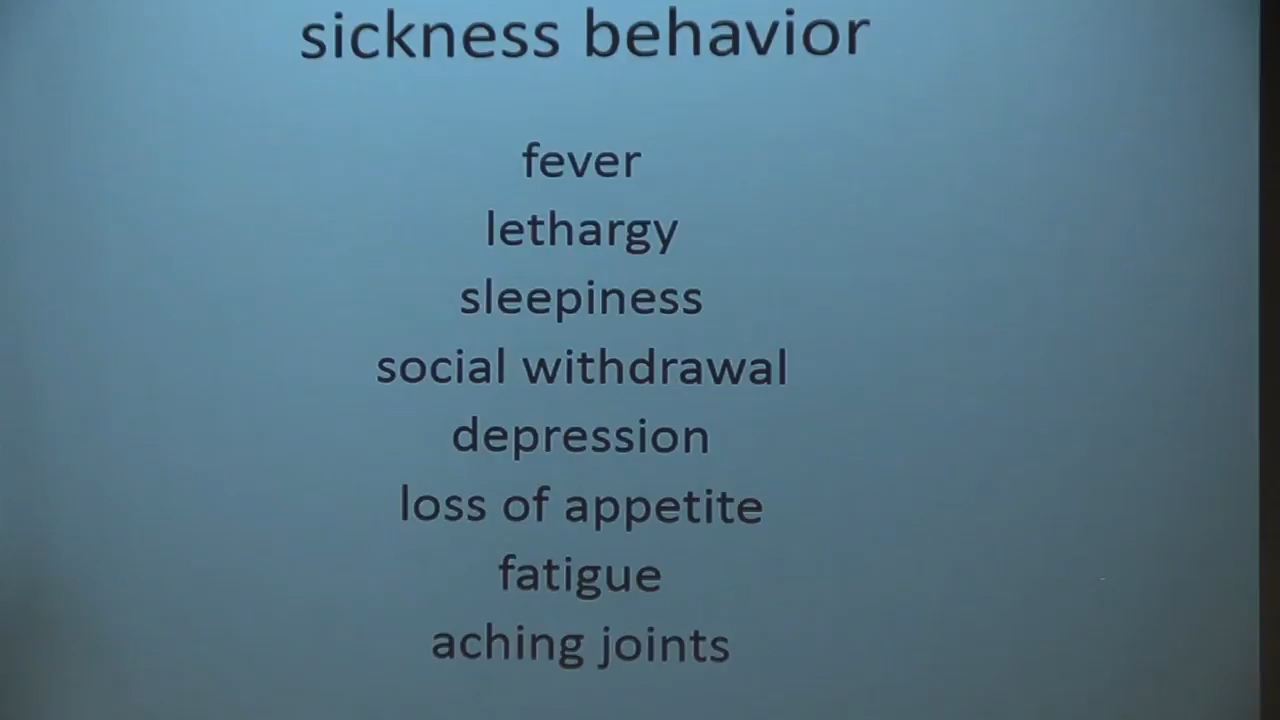 sickness behavior
fever
lethargy
sleepiness
social withdrawal
depression
loss of appetite
fatigue
aching joints